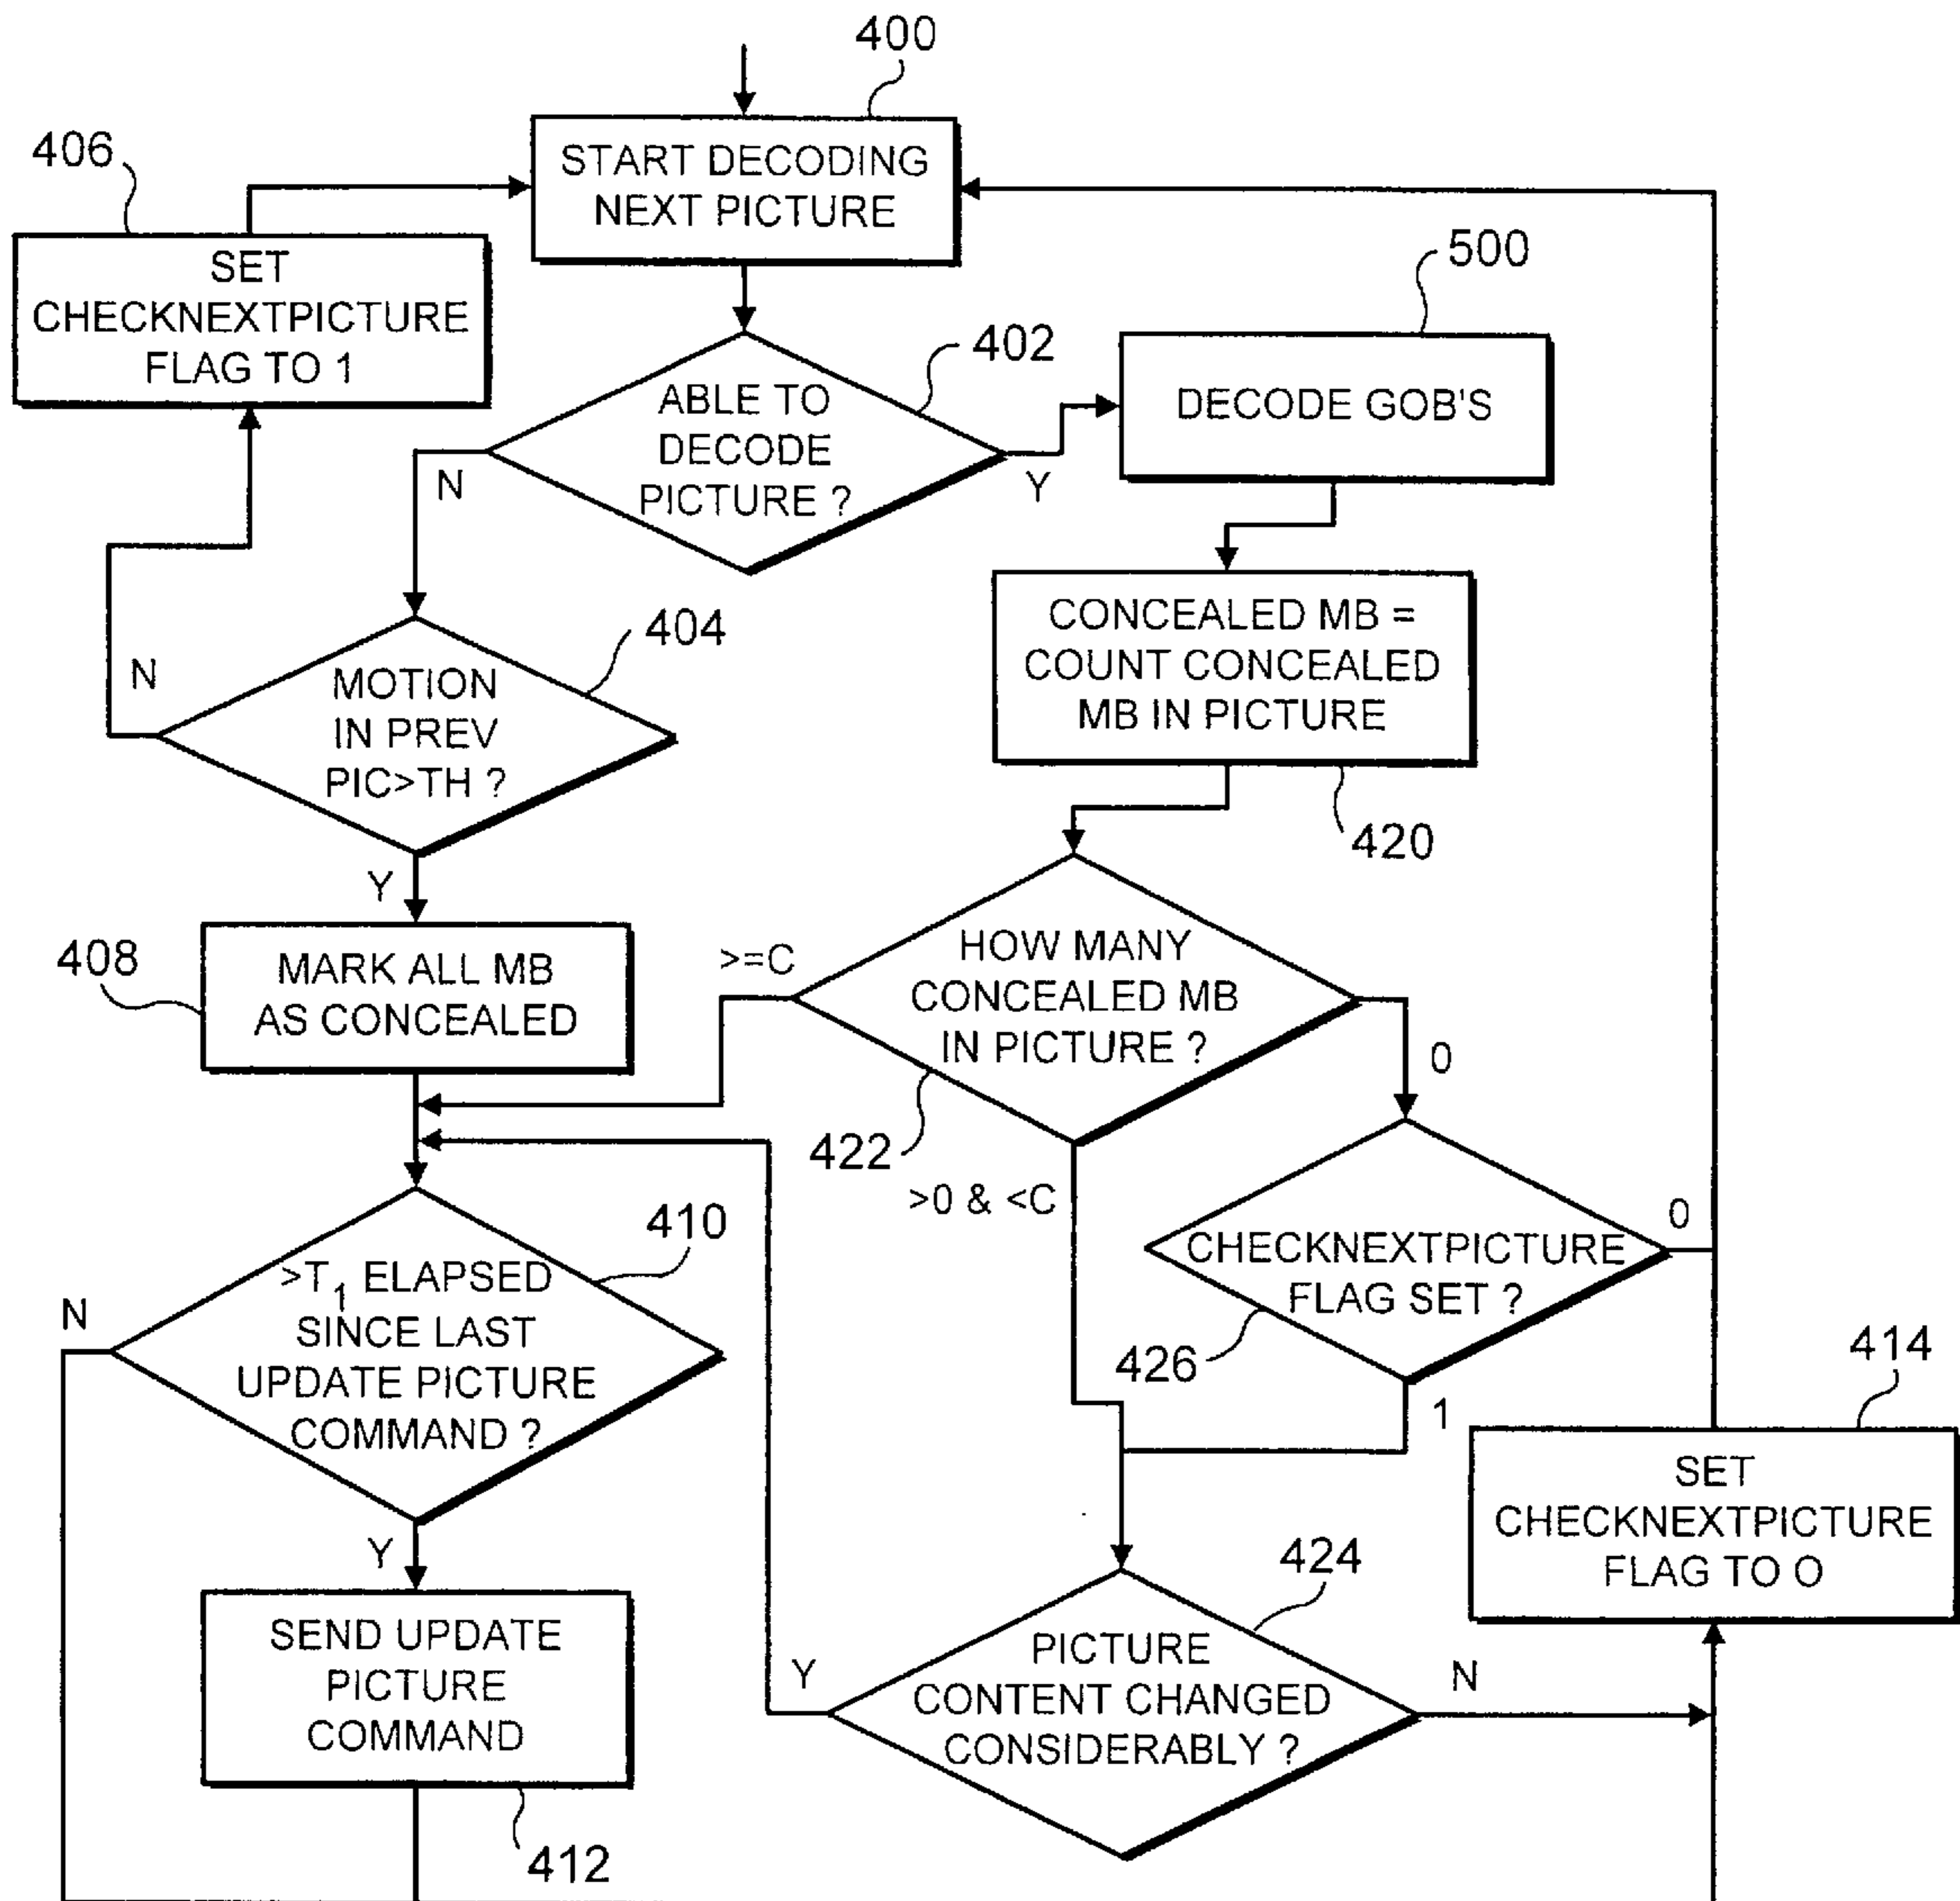 400
START DECODING
NEXT PICTURE
406
SET
CHECKNEXTPICTURE
FLAG TO 1
402
ABLE TO
DECODE
PICTURE ?
N
Y
500
DECODE GOB'S
404
MOTION
IN PREV
PIC>TH ?
N
Y
CONCEALED MB =
COUNT CONCEALED
MB IN PICTURE
420
408
MARK ALL MB
AS CONCEALED
HOW MANY
CONCEALED MB
IN PICTURE ?
>=C
0
422
>0 & <C
410
>T1 ELAPSED
SINCE LAST
UPDATE PICTURE
COMMAND ?
N
Y
CHECKNEXTPICTURE
FLAG SET ?
0
426
1
414
SET
CHECKNEXTPICTURE
FLAG TO O
424
PICTURE
CONTENT CHANGED
CONSIDERABLY ?
Y
N
SEND UPDATE
PICTURE
COMMAND
412